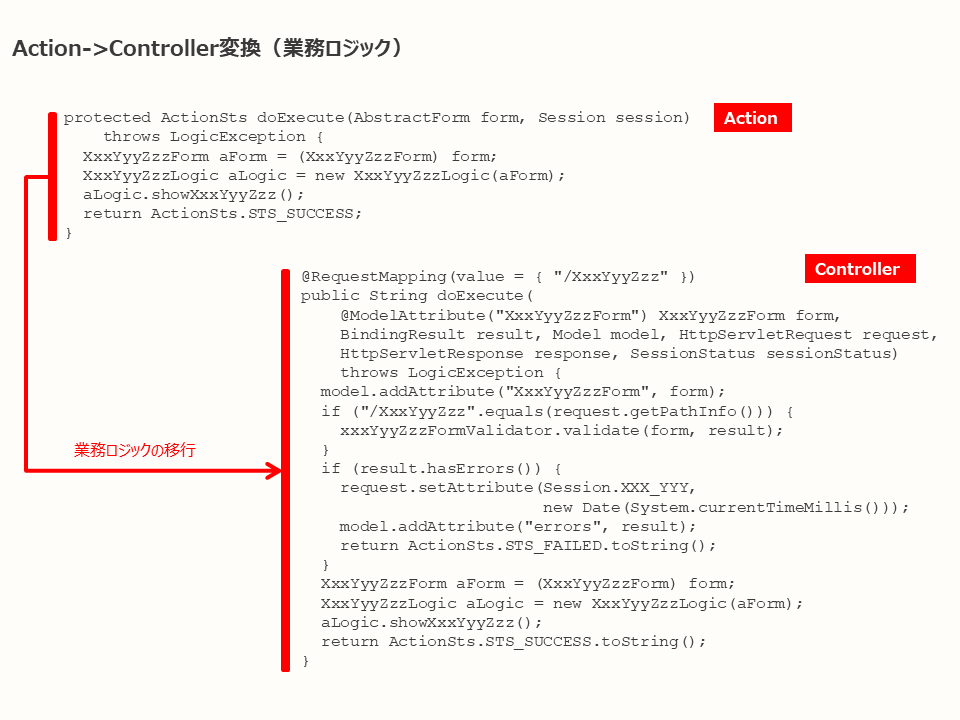 Action->Controller変換（業務ロジック）
Action
protected ActionSts doExecute(AbstractForm form, Session session)
    throws LogicException {
  XxxYyyZzzForm aForm = (XxxYyyZzzForm) form;
  XxxYyyZzzLogic aLogic = new XxxYyyZzzLogic(aForm);
  aLogic.showXxxYyyZzz();
  return ActionSts.STS_SUCCESS;
}
Controller
@RequestMapping(value = { "/XxxYyyZzz" })
public String doExecute(
    @ModelAttribute("XxxYyyZzzForm") XxxYyyZzzForm form,
    BindingResult result, Model model, HttpServletRequest request,
    HttpServletResponse response, SessionStatus sessionStatus)
    throws LogicException {
  model.addAttribute("XxxYyyZzzForm", form);
  if ("/XxxYyyZzz".equals(request.getPathInfo())) {
    xxxYyyZzzFormValidator.validate(form, result);
  }
  if (result.hasErrors()) {
    request.setAttribute(Session.XXX_YYY,
                         new Date(System.currentTimeMillis()));
    model.addAttribute("errors", result);
    return ActionSts.STS_FAILED.toString();
  }
  XxxYyyZzzForm aForm = (XxxYyyZzzForm) form;
  XxxYyyZzzLogic aLogic = new XxxYyyZzzLogic(aForm);
  aLogic.showXxxYyyZzz();
  return ActionSts.STS_SUCCESS.toString();
}
業務ロジックの移行